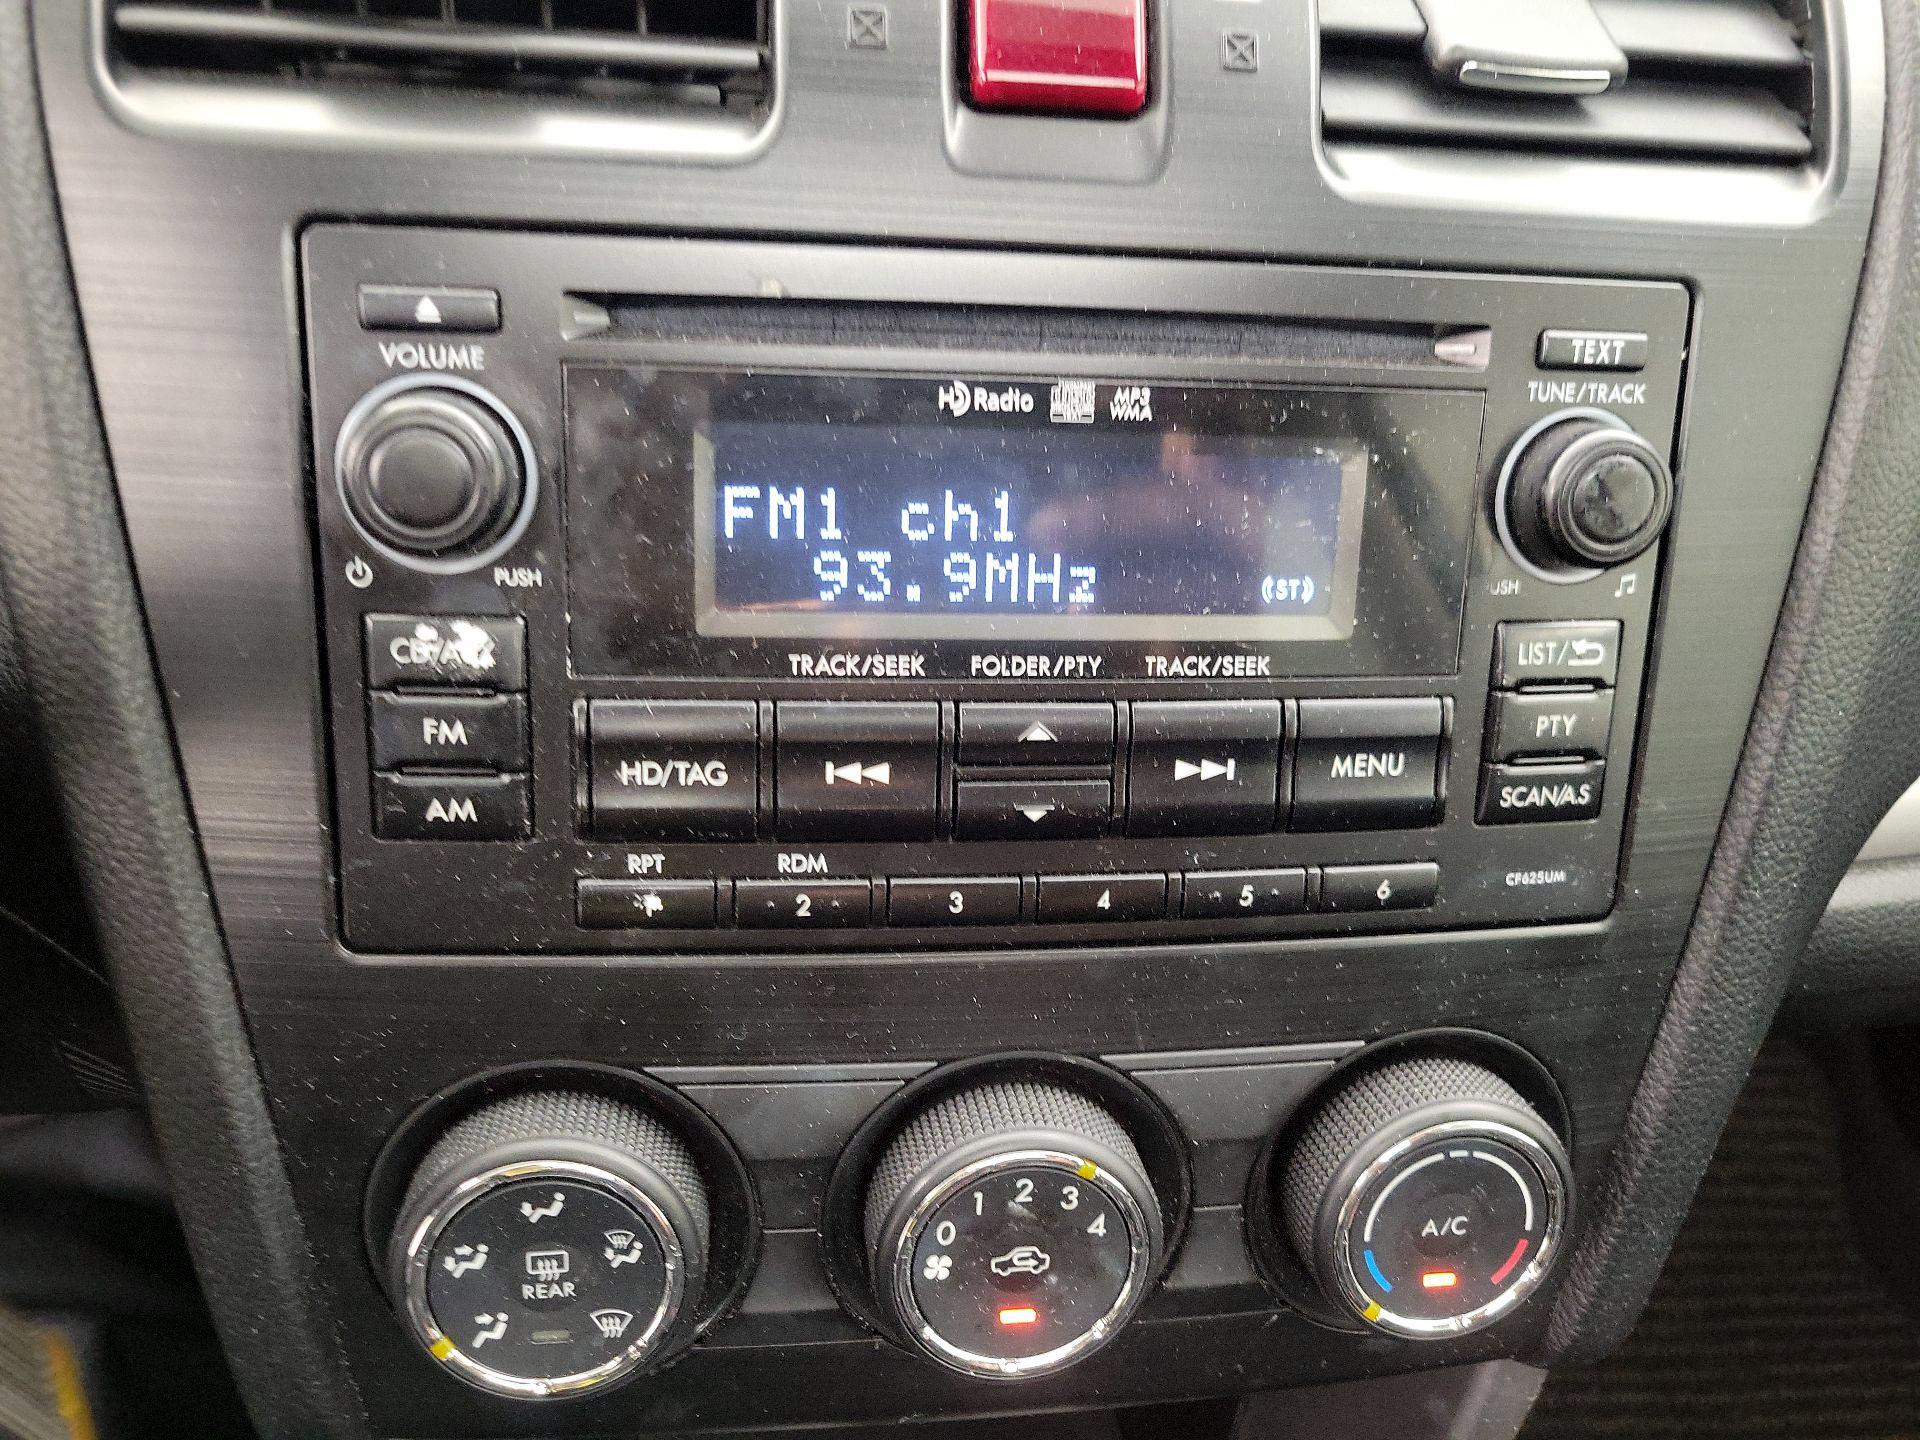 VOLUME
PUSH
TEXT
TUNE/TRACK
HD Radio MP3 WMA
FM1 ch1
93.9MHz (ST)
TRACK/SEEK FOLDER/PTY TRACK/SEEK
FM
AM
HD/TAG
MENU
LIST/
PTY
SCAN/A.S
RPT RDM
2 3 4 5 6
CF625UM
REAR
0 1 2 3 4
A/C